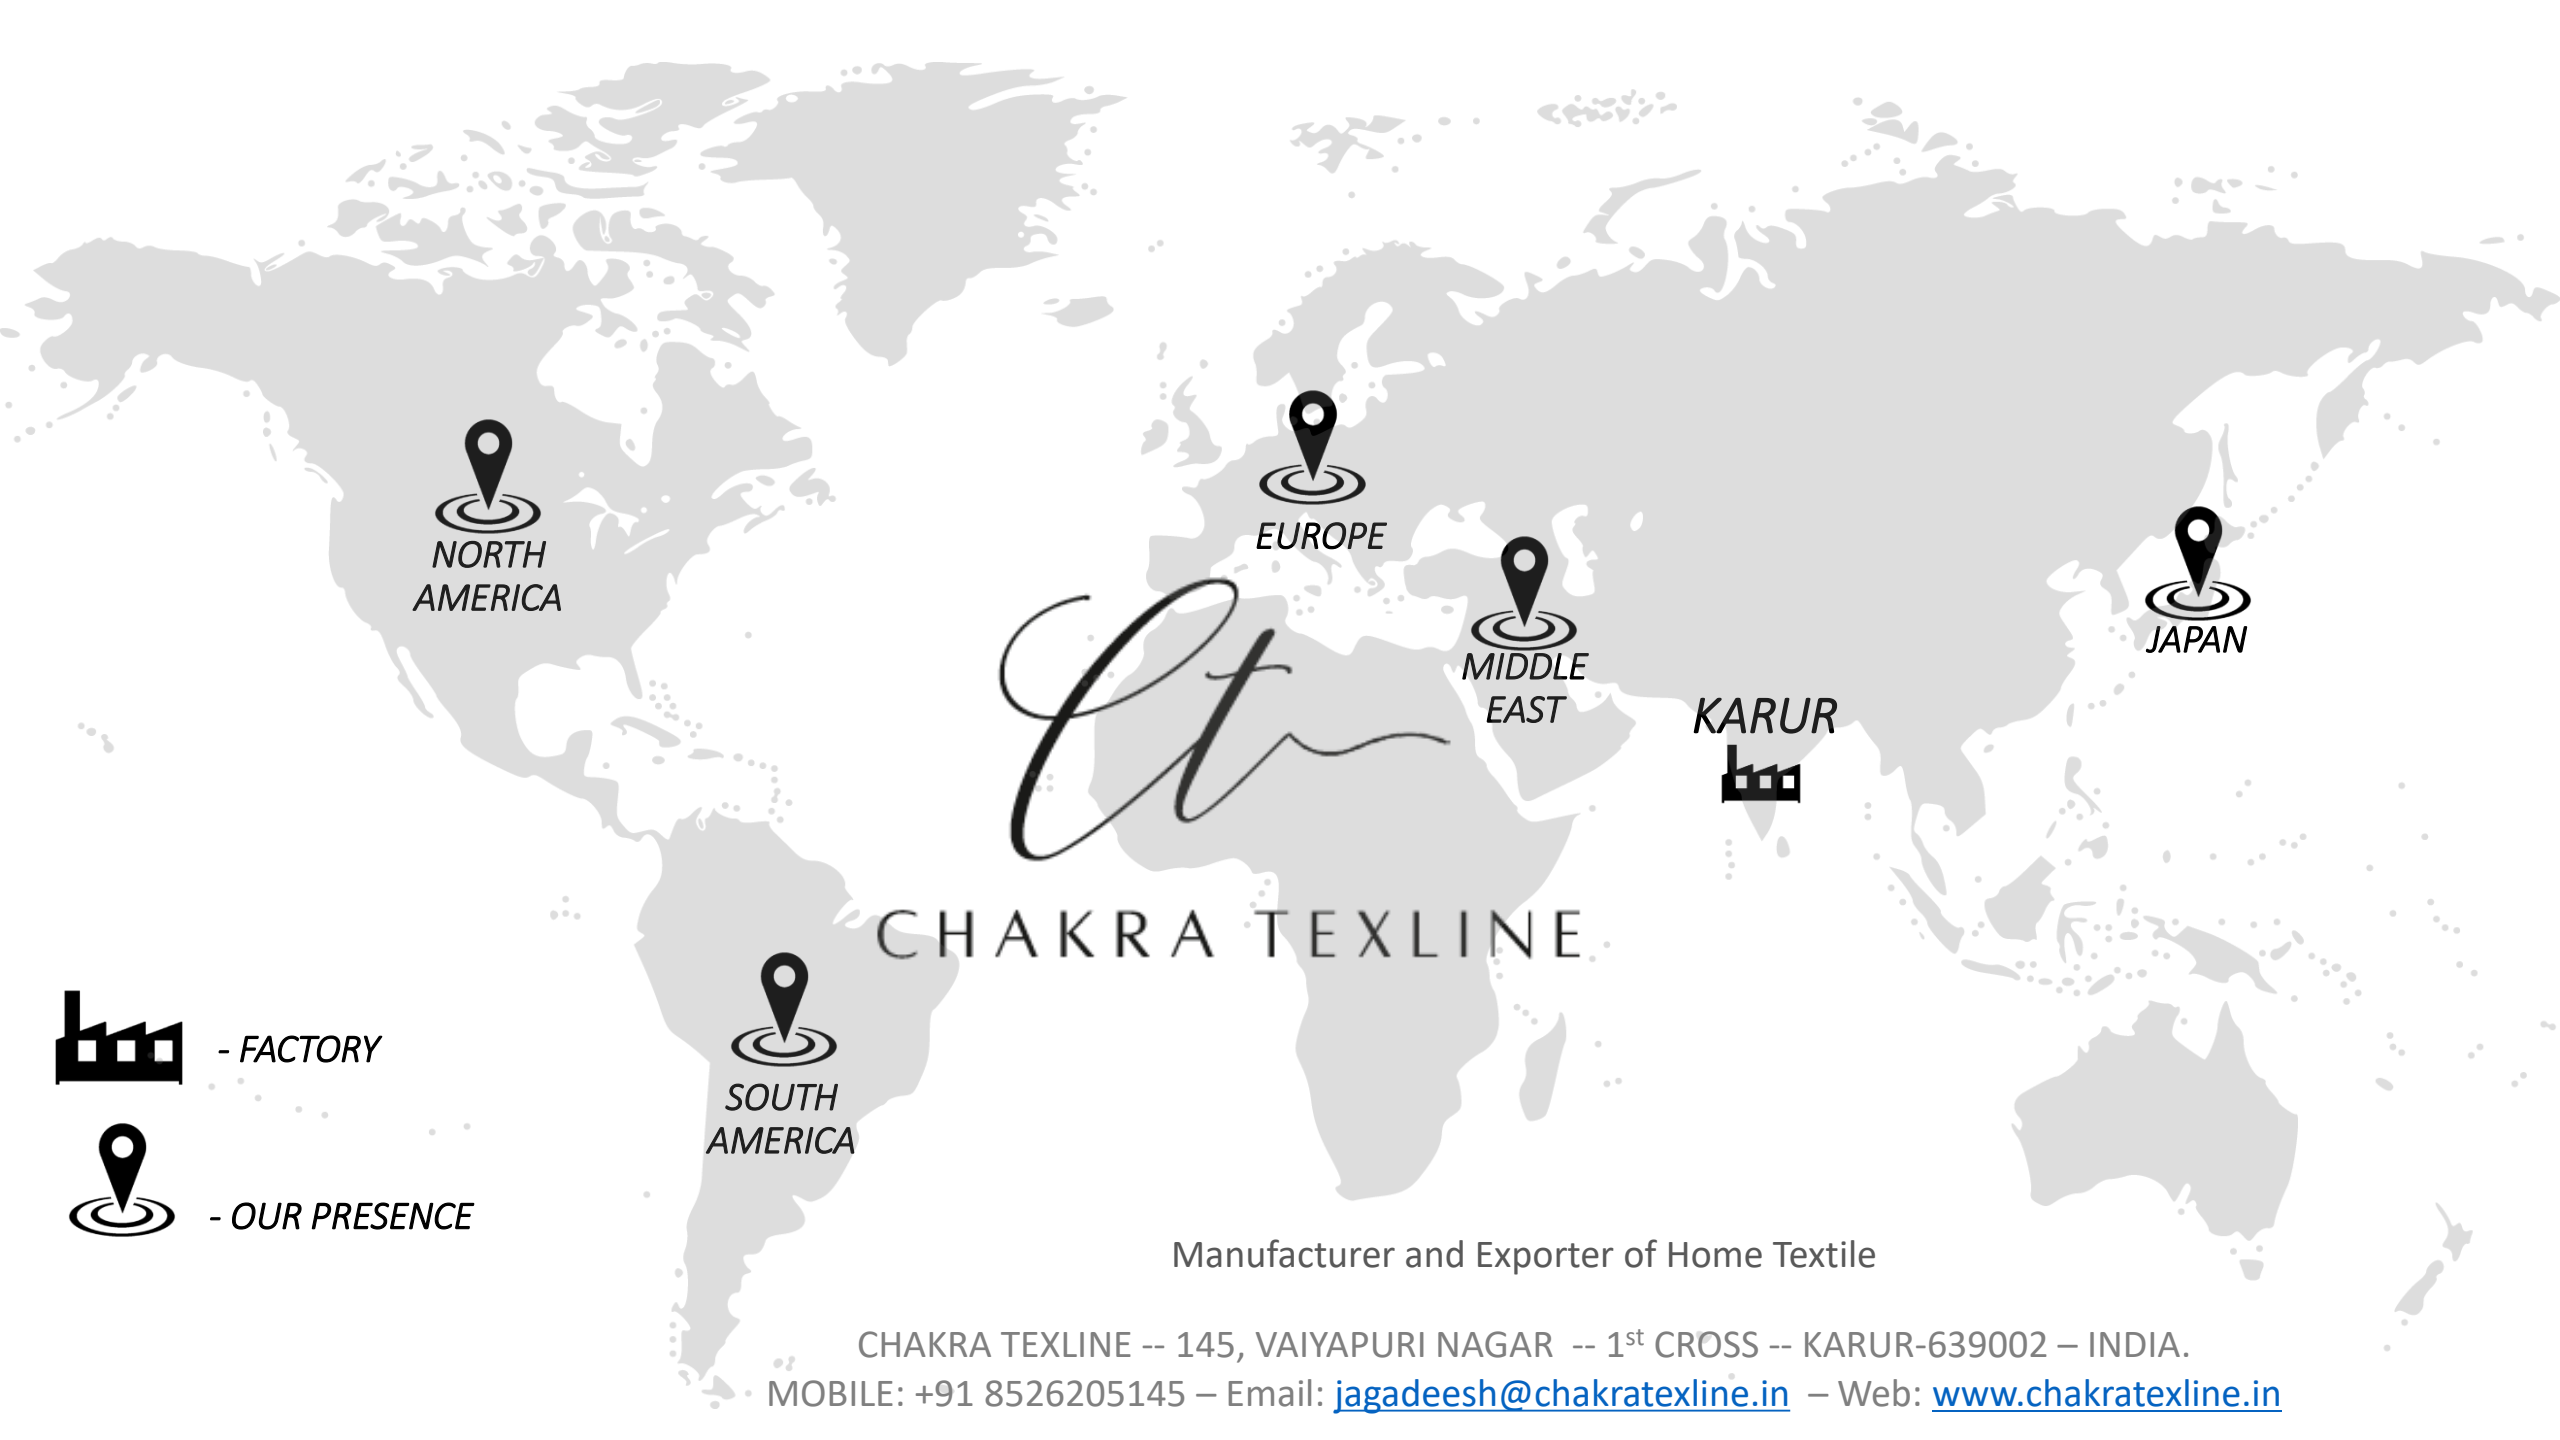 NORTH
AMERICA
EUROPE
MIDDLE
EAST
JAPAN
KARUR
Ct
CHAKRA TEXLINE
SOUTH
AMERICA
- FACTORY
- OUR PRESENCE
Manufacturer and Exporter of Home Textile
CHAKRA TEXLINE -- 145, VAIYAPURI NAGAR -- 1st CROSS -- KARUR-639002 – INDIA.
MOBILE: +91 8526205145 – Email: jagadeesh@chakratexline.in – Web: www.chakratexline.in